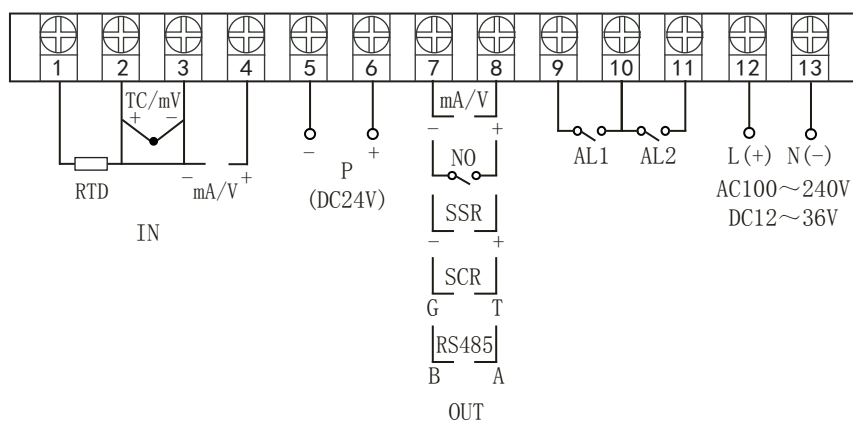 1 2 3 4 5 6 7 8 9 10 11 12 13
TC/mV
+ −
RTD
− mA/V +
IN
− +
P
(DC24V)
mA/V
− +
NO
SSR
− +
SCR
G T
RS485
B A
OUT
AL1 AL2
L(+) N(−)
AC100～240V
DC12～36V